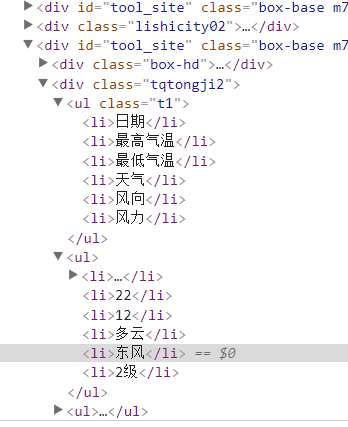 ▶<div id="tool_site" class="box-base m7
▶<div class="lishicity02">…</div>
▼<div id="tool_site" class="box-base m7
▶<div class="box-hd">…</div>
▼<div class="tqtongji2">
▼<ul class="t1">
<li>日期</li>
<li>最高气温</li>
<li>最低气温</li>
<li>天气</li>
<li>风向</li>
<li>风力</li>
</ul>
▼<ul>
▶<li>…</li>
<li>22</li>
<li>12</li>
<li>多云</li>
<li>东风</li> == $0
<li>2级</li>
</ul>
▶<ul>…</ul>